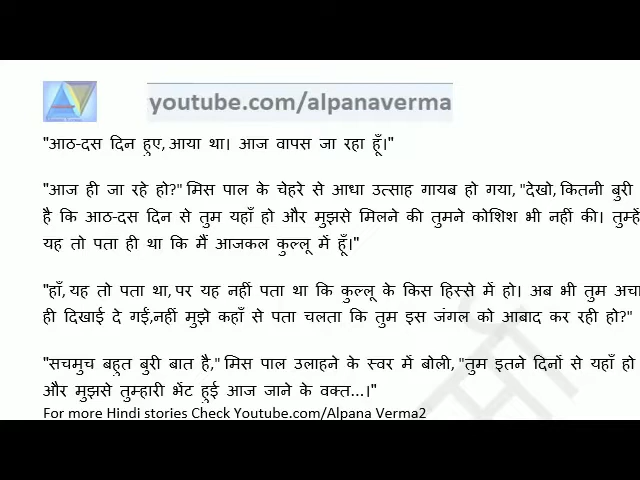 youtube.com/alpanaverma
"आठ-दस दिन हुए, आया था। आज वापस जा रहा हूँ।"
"आज ही जा रहे हो?" मिस पाल के चेहरे से आधा उत्साह गायब हो गया, "देखो, कितनी बुरी
है कि आठ-दस दिन से तुम यहाँ हो और मुझसे मिलने की तुमने कोशिश भी नहीं की। तुम्हें
यह तो पता ही था कि मैं आजकल कुल्लू में हूँ।"
"हाँ, यह तो पता था, पर यह नहीं पता था कि कुल्लू के किस हिस्से में हो। अब भी तुम अचा
ही दिखाई दे गईं,नहीं मुझे कहाँ से पता चलता कि तुम इस जंगल को आबाद कर रही हो?"
"सचमुच बहुत बुरी बात है," मिस पाल उलाहने के स्वर में बोली, "तुम इतने दिनों से यहाँ हो
और मुझसे तुम्हारी भेंट हुई आज जाने के वक्त...।"
For more Hindi stories Check Youtube.com/Alpana Verma2